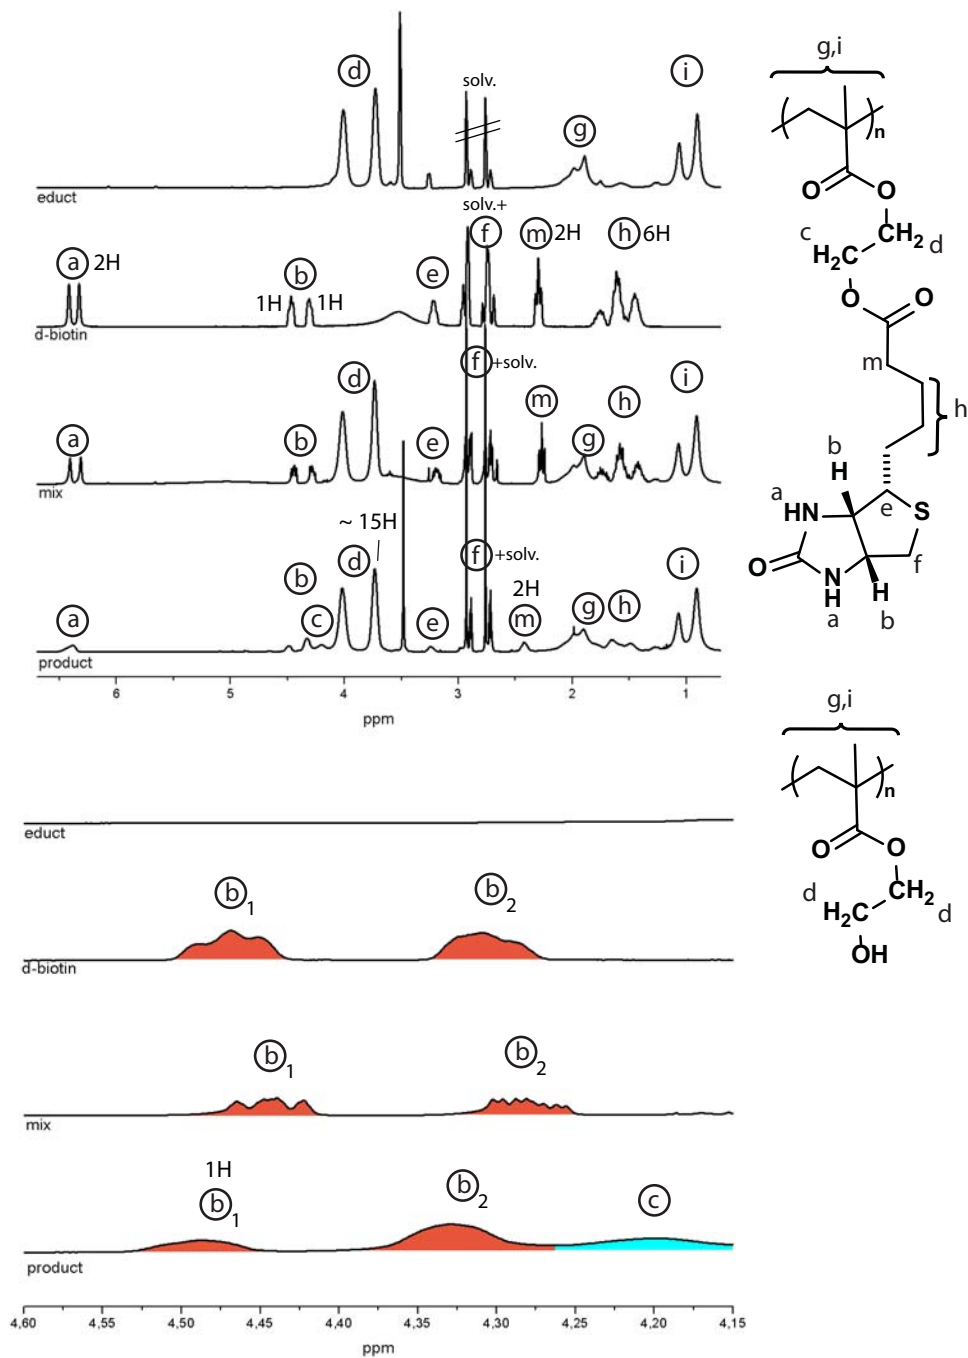 d
solv.
g
i
educt
a 2H
b
1H
1H
e
solv.+
f
m 2H
h 6H
d-biotin
a
b
d
e
f +solv.
m
g
h
i
mix
a
b
c
~ 15H
d
e
f +solv.
2H
m
g
h
i
product
6
5
4
3
2
1
ppm
g,i
n
O
O
c
H2C
CH2
d
O
O
m
h
b
H
a
HN
e
S
O
N
H
H
f
a
b
educt
b1
b2
d-biotin
b1
b2
mix
1H
b1
b2
c
product
4,60
4,55
4,50
4,45
4,40
4,35
4,30
4,25
4,20
4,15
ppm
g,i
n
O
O
d
H2C
CH2
d
OH